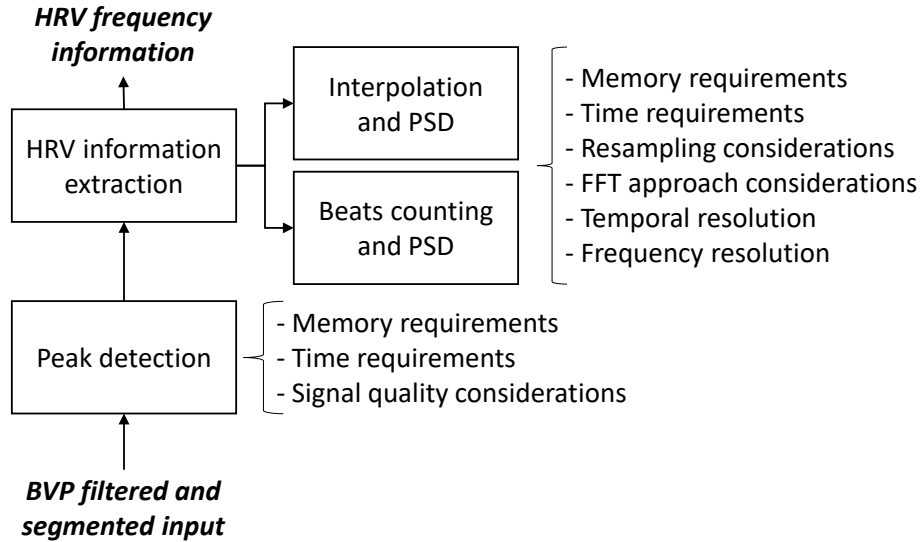 HRV frequency
information
HRV information
extraction
Interpolation
and PSD
Beats counting
and PSD
- Memory requirements
- Time requirements
- Resampling considerations
- FFT approach considerations
- Temporal resolution
- Frequency resolution
Peak detection
- Memory requirements
- Time requirements
- Signal quality considerations
BVP filtered and
segmented input